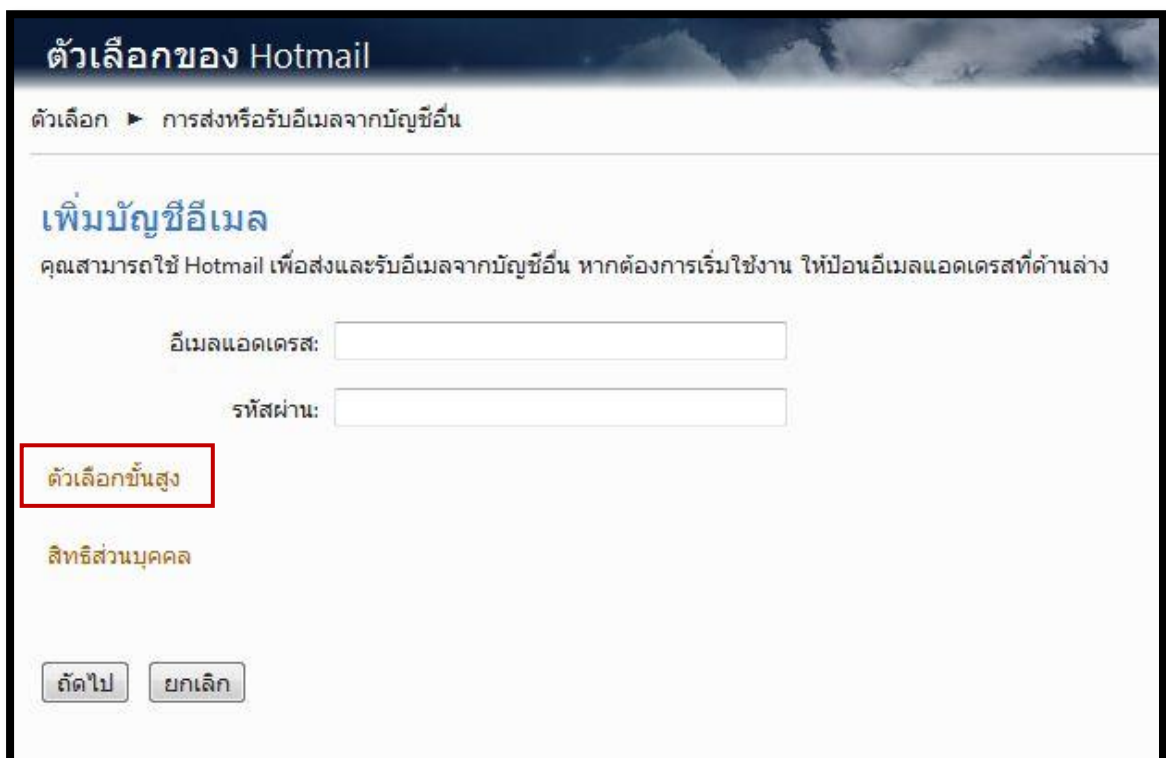 ตัวเลือกของ Hotmail
ตัวเลือก ► การส่งหรือรับอีเมลจากบัญชีอื่น
เพิ่มบัญชีอีเมล
คุณสามารถใช้ Hotmail เพื่อส่งและรับอีเมลจากบัญชีอื่น หากต้องการเริ่มใช้งาน ให้ป้อนอีเมลแอดเดรสที่ด้านล่าง
อีเมลแอดเดรส:
รหัสผ่าน:
ตัวเลือกขั้นสูง
สิทธิส่วนบุคคล
ถัดไป ยกเลิก